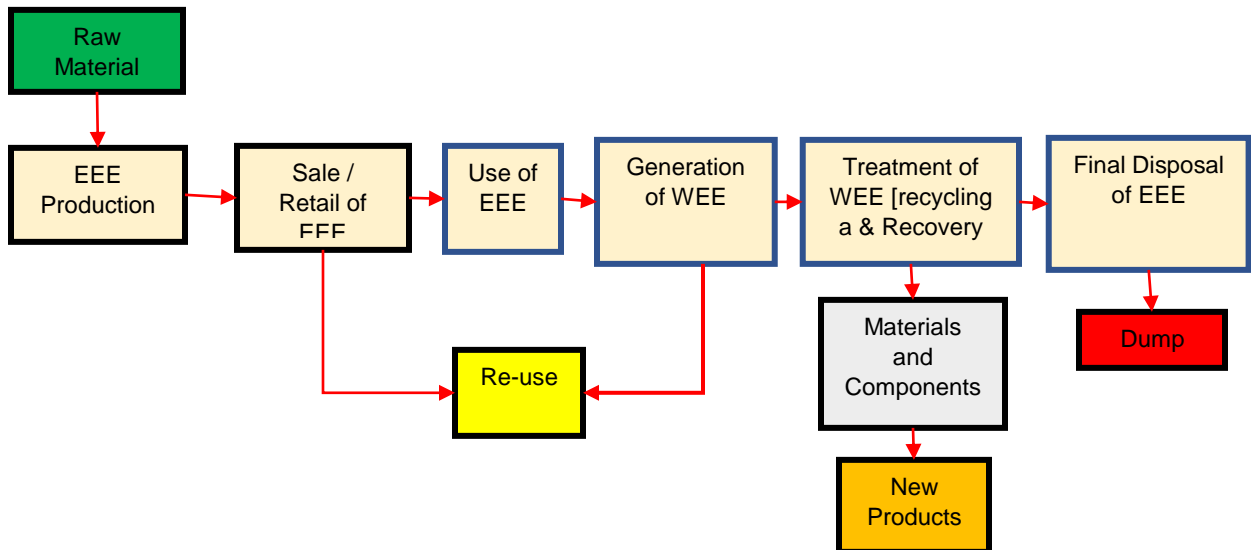 Raw
Material
EEE
Production
Sale /
Retail of
EEE
Use of
EEE
Generation
of WEE
Treatment of
WEE [recycling
a & Recovery
Final Disposal
of EEE
Re-use
Materials
and
Components
Dump
New
Products